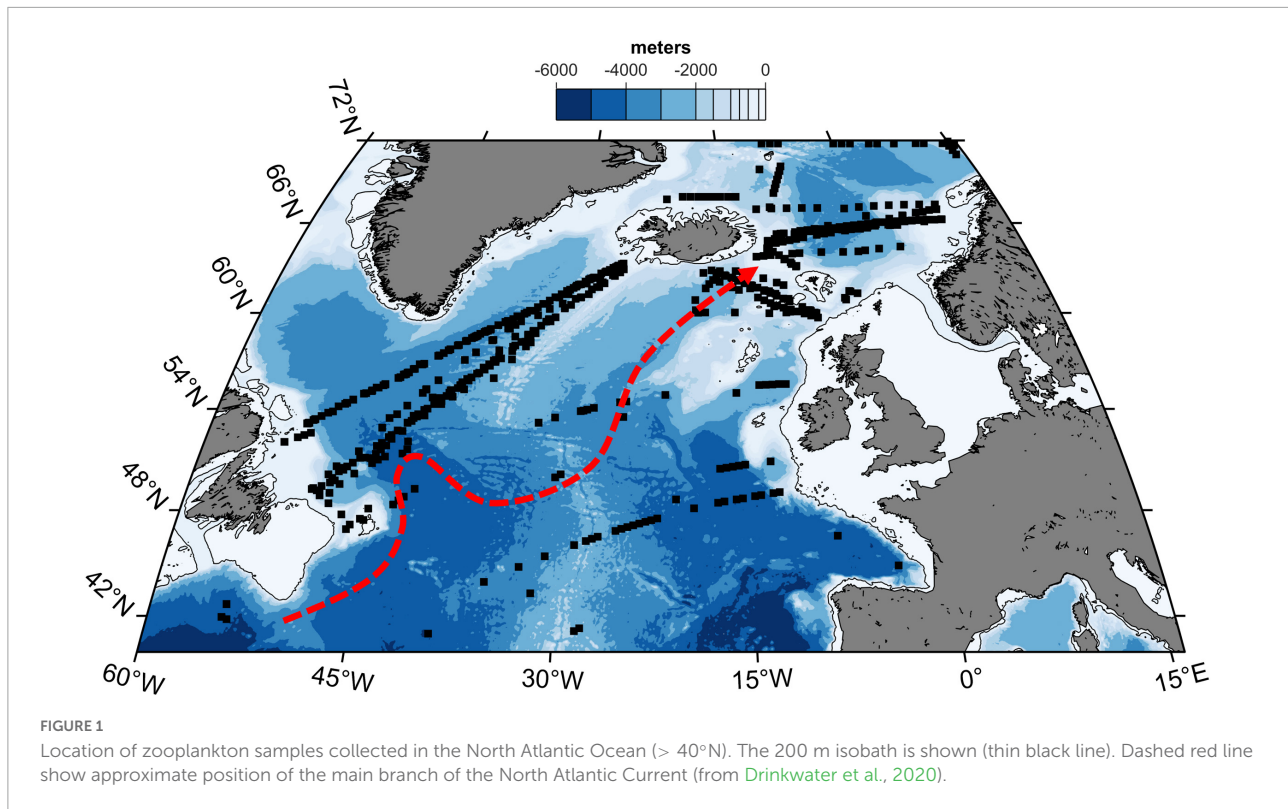 meters
-6000 -4000 -2000 0
72°N
66°N
60°N
54°N
48°N
42°N
60°W 45°W 30°W 15°W 0° 15°E
FIGURE 1
Location of zooplankton samples collected in the North Atlantic Ocean (> 40°N). The 200 m isobath is shown (thin black line). Dashed red line
show approximate position of the main branch of the North Atlantic Current (from Drinkwater et al., 2020).